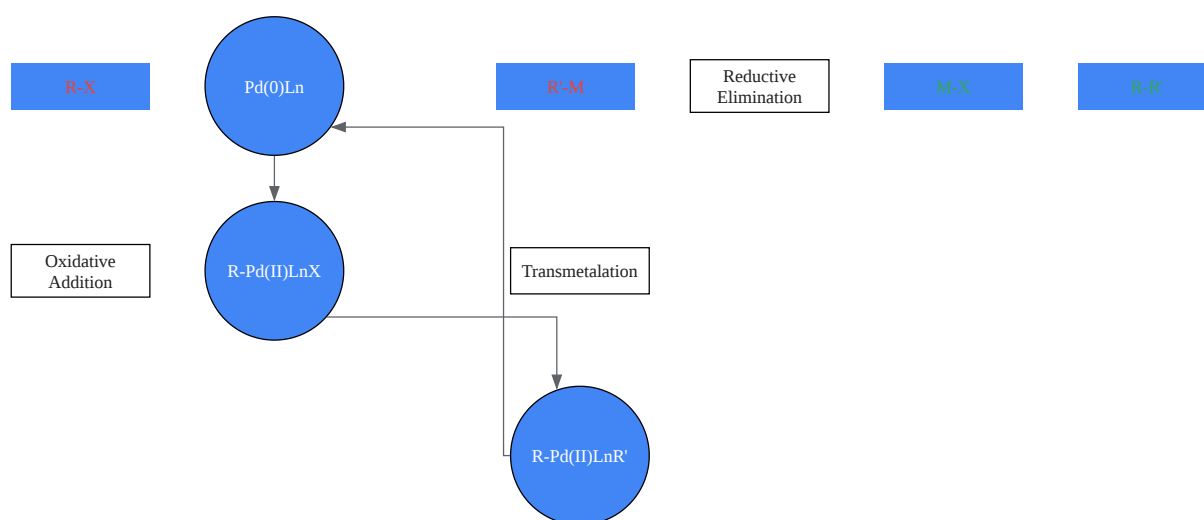 R-X
Pd(0)Ln
R'-M
Reductive
Elimination
M-X
R-R'
Oxidative
Addition
R-Pd(II)LnX
Transmetalation
R-Pd(II)LnR'